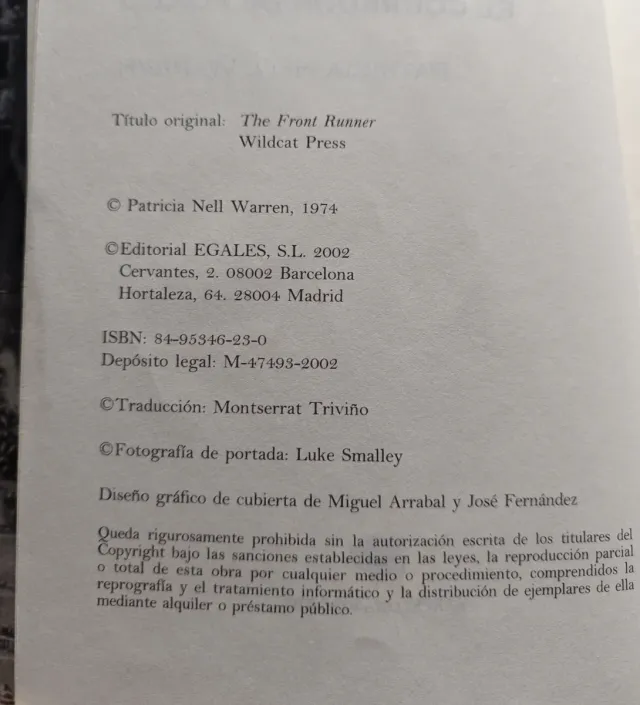 Título original: The Front Runner
Wildcat Press
© Patricia Nell Warren, 1974
©Editorial EGALES, S.L. 2002
Cervantes, 2. 08002 Barcelona
Hortaleza, 64. 28004 Madrid
ISBN: 84-95346-23-0
Depósito legal: M-47493-2002
©Traducción: Montserrat Triviño
©Fotografía de portada: Luke Smalley
Diseño gráfico de cubierta de Miguel Arrabal y José Fernández
Queda rigurosamente prohibida sin la autorización escrita de los titulares del
Copyright bajo las sanciones establecidas en las leyes, la reproducción parcial
o total de esta obra por cualquier medio o procedimiento, comprendidos la
reprografía y el tratamiento informático y la distribución de ejemplares de ella
mediante alquiler o préstamo público.